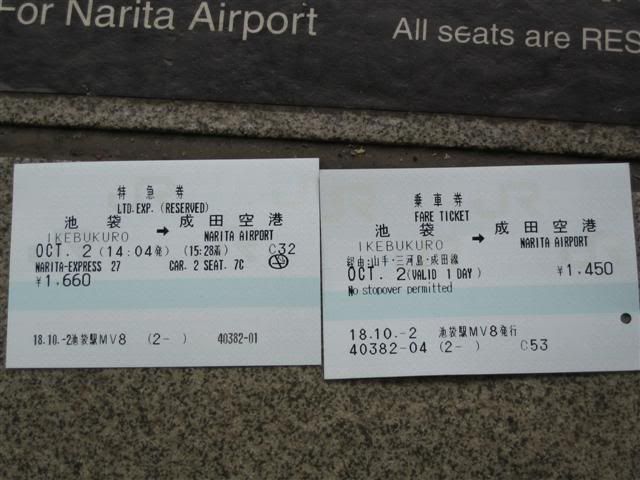 For Narita Airport
All seats are RES
特急券
LTD.EXP. (RESERVED)
池袋 → 成田空港
IKEBUKURO NARITA AIRPORT
OCT. 2 (14:04発) (15:28着) C32
NARITA-EXPRESS 27 CAR. 2 SEAT. 7C
¥1,660
18.10.-2池袋駅MV8 (2- ) 40382-01
乗車券
FARE TICKET
池袋 → 成田空港
IKEBUKURO NARITA AIRPORT
経由:山手・三河島・成田線
OCT. 2(VALID 1 DAY) ¥1,450
No stopover permitted
18.10.-2 池袋駅MV8発行
40382-04 (2- ) C53